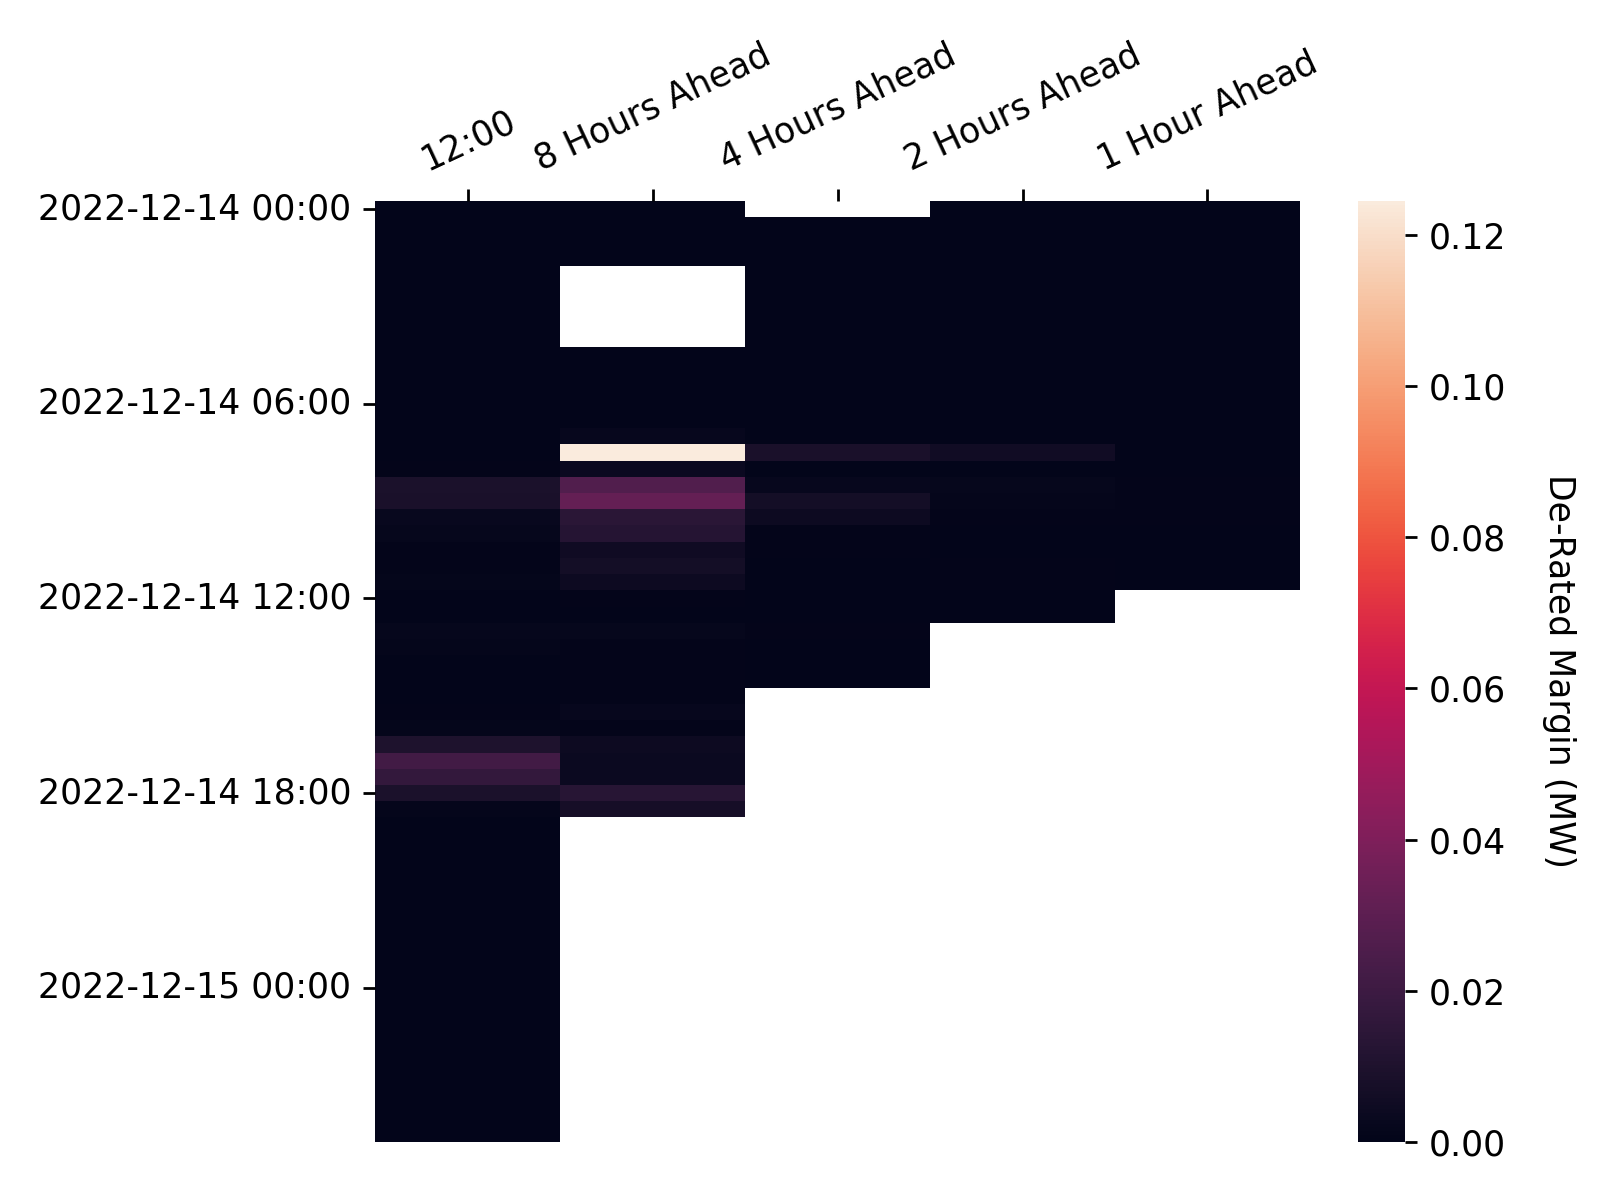 12:00
8 Hours Ahead
4 Hours Ahead
2 Hours Ahead
1 Hour Ahead
2022-12-14 00:00
2022-12-14 06:00
2022-12-14 12:00
2022-12-14 18:00
2022-12-15 00:00
0.12
0.10
0.08
0.06
0.04
0.02
0.00
De-Rated Margin (MW)